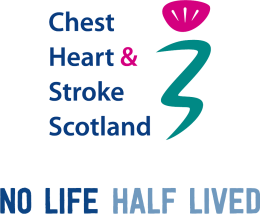 Chest
Heart &
Stroke
Scotland
NO LIFE HALF LIVED